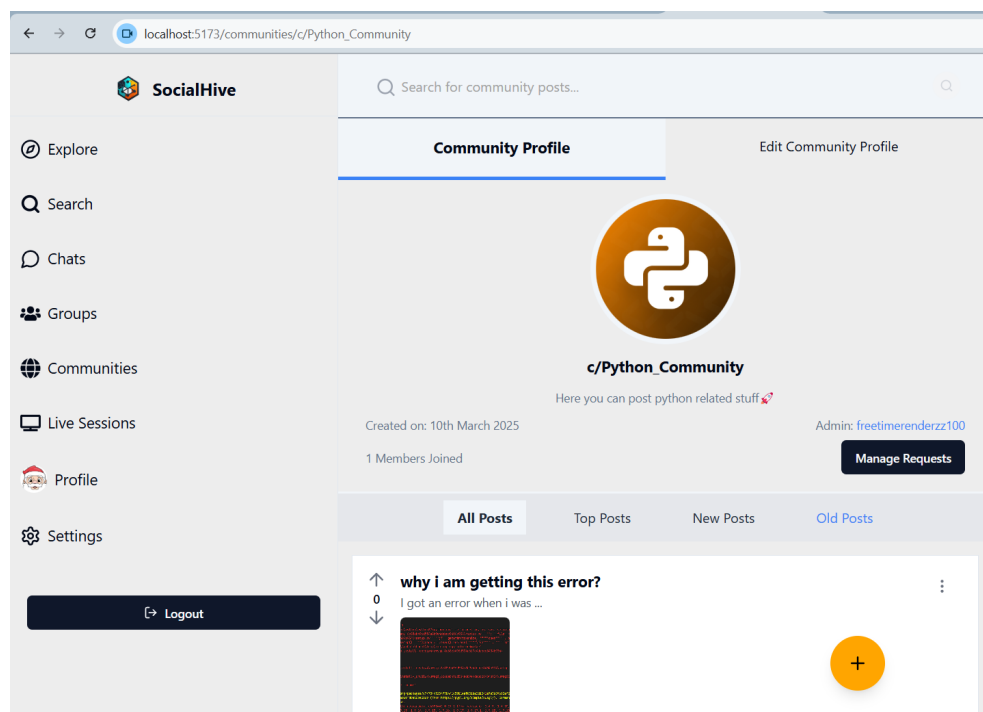 localhost:5173/communities/c/Python_Community
SocialHive
Search for community posts...
Explore
Search
Chats
Groups
Communities
Live Sessions
Profile
Settings
Logout
Community Profile
Edit Community Profile
c/Python_Community
Here you can post python related stuff🚀
Created on: 10th March 2025
Admin: freetimerenderzz100
1 Members Joined
Manage Requests
All Posts
Top Posts
New Posts
Old Posts
why i am getting this error?
0
I got an error when i was ...
+